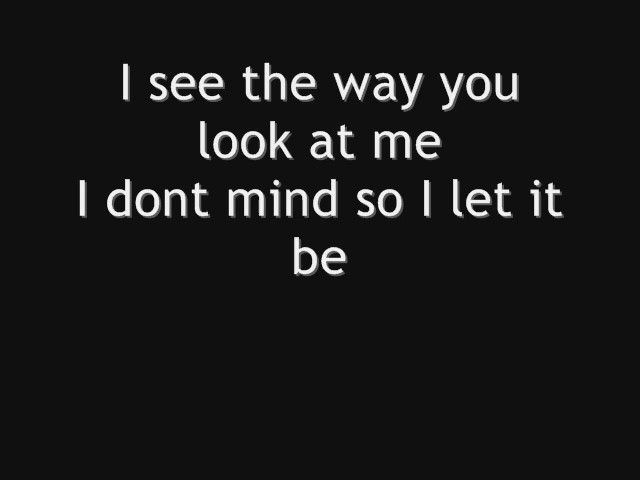 I see the way you
look at me
I dont mind so I let it
be